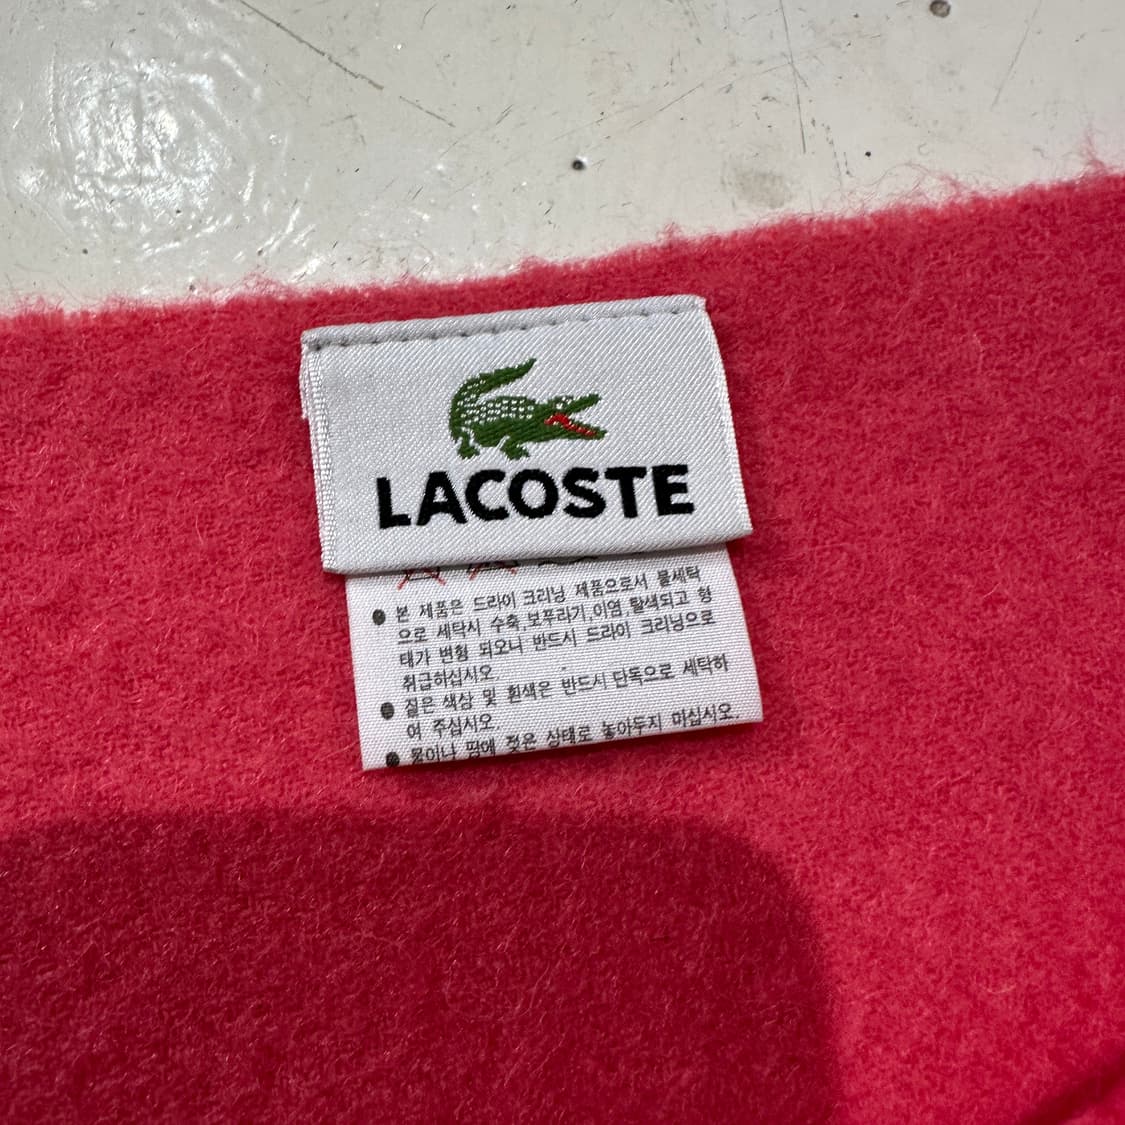 LACOSTE
● 본 제품은 드라이 크리닝 제품으로서 물세탁
으로 세탁시 수축,보푸라기,이염,탈색되고 형
태가 변형 되오니 반드시 드라이 크리닝으로
취급하십시오.
● 짙은 색상 및 흰색은 반드시 단독으로 세탁하
여 주십시오.
● 물이나 땀에 젖은 상태로 놓아두지 마십시오.